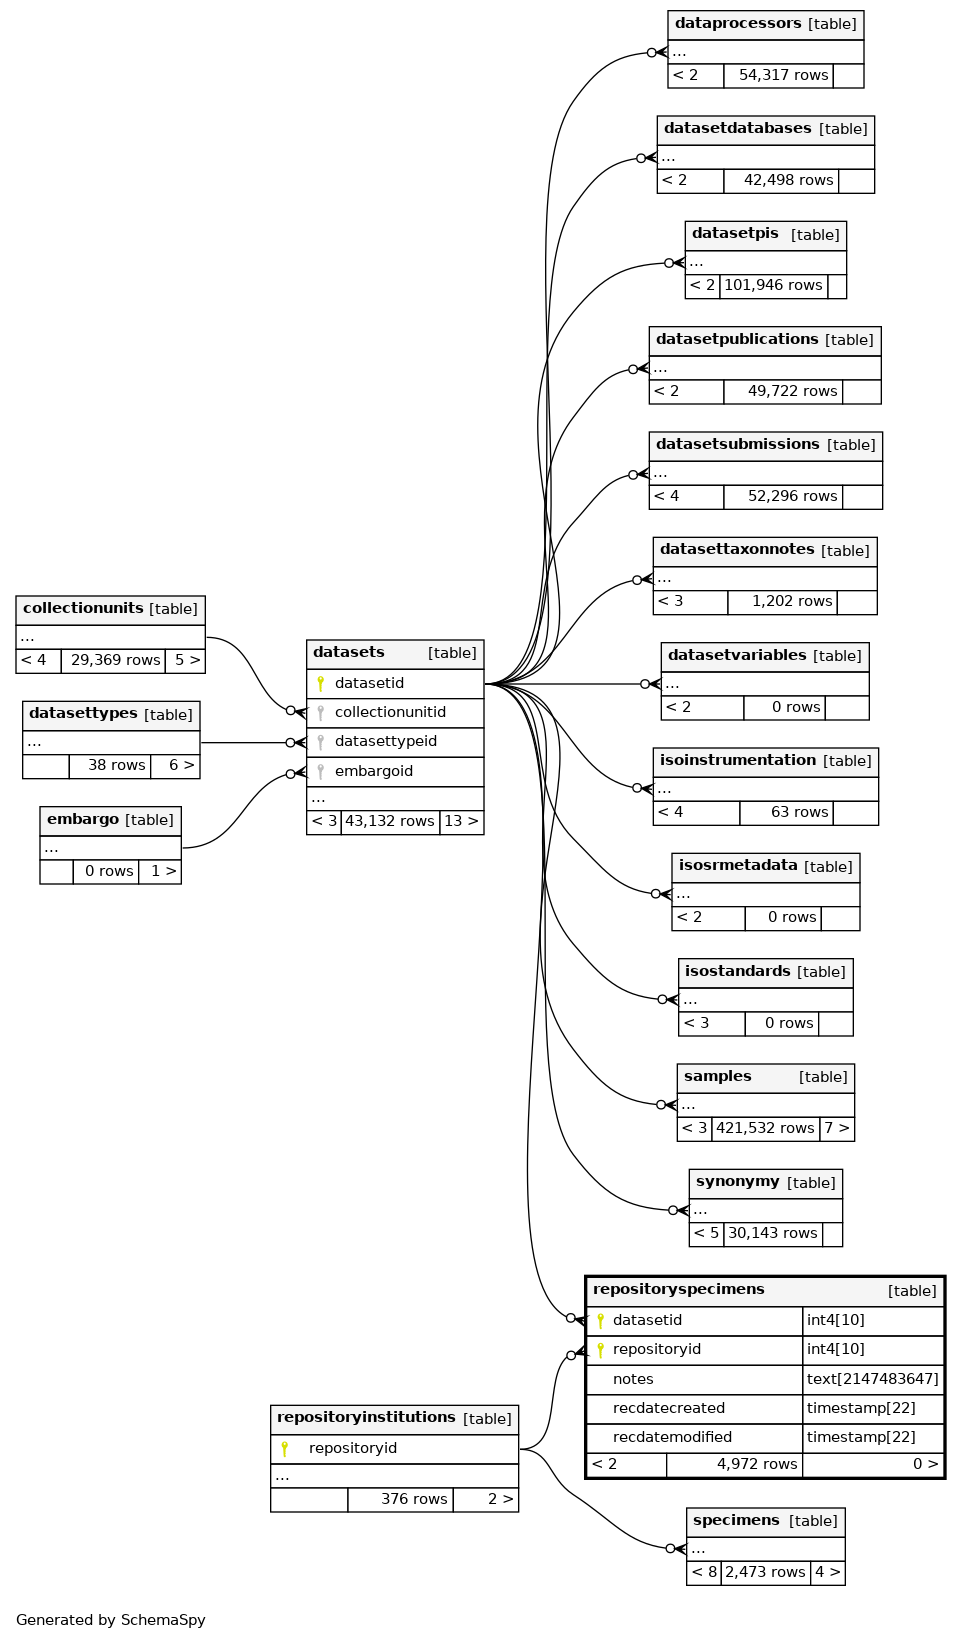 dataprocessors [table]
...
< 2 54,317 rows
datasetdatabases [table]
...
< 2 42,498 rows
datasetpis [table]
...
< 2 101,946 rows
datasetpublications [table]
...
< 2 49,722 rows
datasetsubmissions [table]
...
< 4 52,296 rows
datasettaxonnotes [table]
...
< 3 1,202 rows
collectionunits [table]
...
< 4 29,369 rows 5 >
datasettypes [table]
...
38 rows 6 >
embargo [table]
...
0 rows 1 >
datasets [table]
datasetid
collectionunitid
datasettypeid
embargoid
...
< 3 43,132 rows 13 >
datasetvariables [table]
...
< 2 0 rows
isoinstrumentation [table]
...
< 4 63 rows
isosrmetadata [table]
...
< 2 0 rows
isostandards [table]
...
< 3 0 rows
samples [table]
...
< 3 421,532 rows 7 >
synonymy [table]
...
< 5 30,143 rows
repositoryspecimens [table]
datasetid int4[10]
repositoryid int4[10]
notes text[2147483647]
recdatecreated timestamp[22]
recdatemodified timestamp[22]
< 2 4,972 rows 0 >
repositoryinstitutions [table]
repositoryid
...
376 rows 2 >
specimens [table]
...
< 8 2,473 rows 4 >
Generated by SchemaSpy